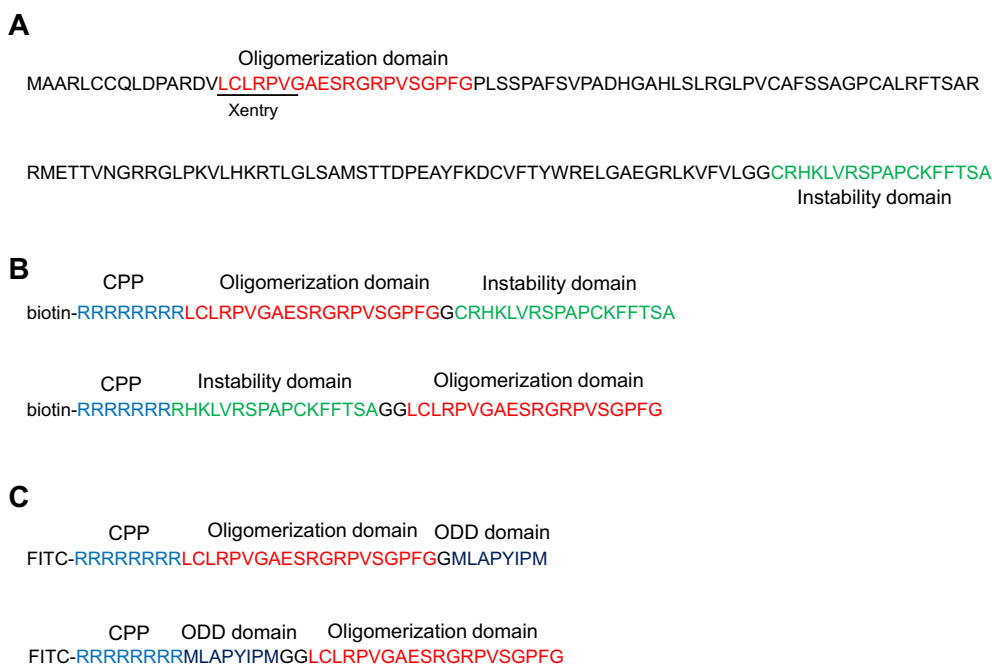 A
Oligomerization domain
MAARLCCQLDPARDVLCLRPVGAESRGRPVSGPFGPLSSPAFSVPADHGAHLSLRGLPVCAFSSAGPCALRFTSAR
Xentry
RMETTVNGRRGLPKVLHKRTLGLSAMSTTDPEAYFKDCVFTYWRELGAEGRLKVFVLGGCRHKLVRSPAPCKFFTSA
Instability domain
B
CPP Oligomerization domain Instability domain
biotin-RRRRRRRRLCLRPVGAESRGRPVSGPFGGCRHKLVRSPAPCKFFTSA
CPP Instability domain Oligomerization domain
biotin-RRRRRRRRHKLVRSPAPCKFFTSAGGLCLRPVGAESRGRPVSGPFG
C
CPP Oligomerization domain ODD domain
FITC-RRRRRRRRLCLRPVGAESRGRPVSGPFGGMLAPYIPM
CPP ODD domain Oligomerization domain
FITC-RRRRRRRRMLAPYIPMGGLCLRPVGAESRGRPVSGPFG